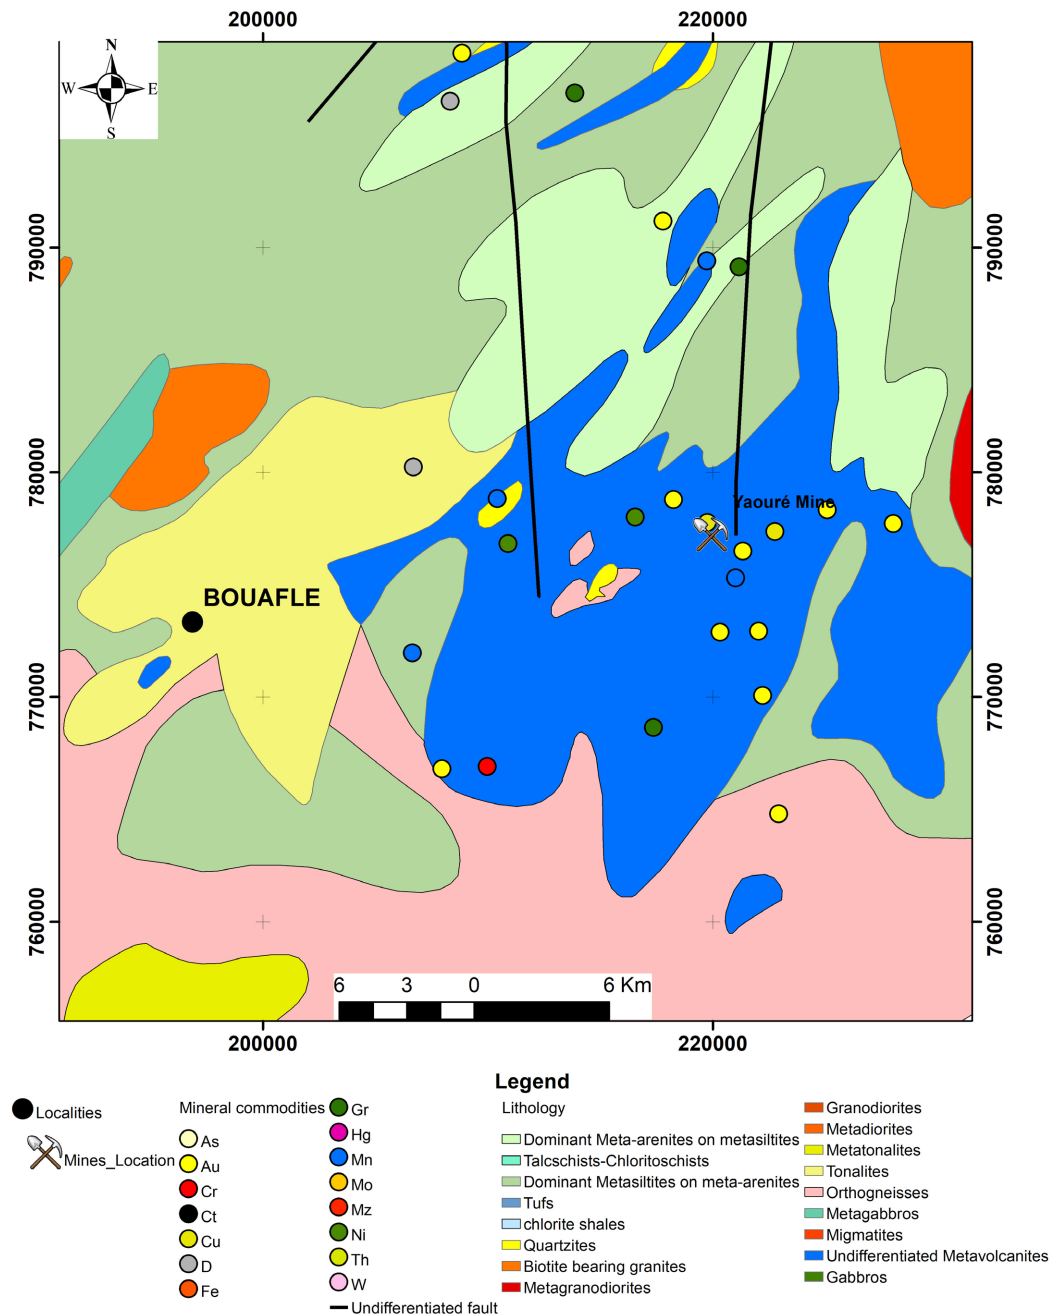 200000 220000
N
W E
S
790000 790000
780000 780000
Yaouré Mine
BOUAFLE
770000 770000
760000 760000
6 3 0 6 Km
200000 220000
Legend
Localities
Mines_Location
Mineral commodities
As
Au
Cr
Ct
Cu
D
Fe
Gr
Hg
Mn
Mo
Mz
Ni
Th
W
Undifferentiated fault
Lithology
Dominant Meta-arenites on metasiltites
Talcschists-Chloritoschists
Dominant Metasiltites on meta-arenites
Tufs
chlorite shales
Quartzites
Biotite bearing granites
Metagranodiorites
Granodiorites
Metadiorites
Metatonalites
Tonalites
Orthogneisses
Metagabbros
Migmatites
Undifferentiated Metavolcanites
Gabbros